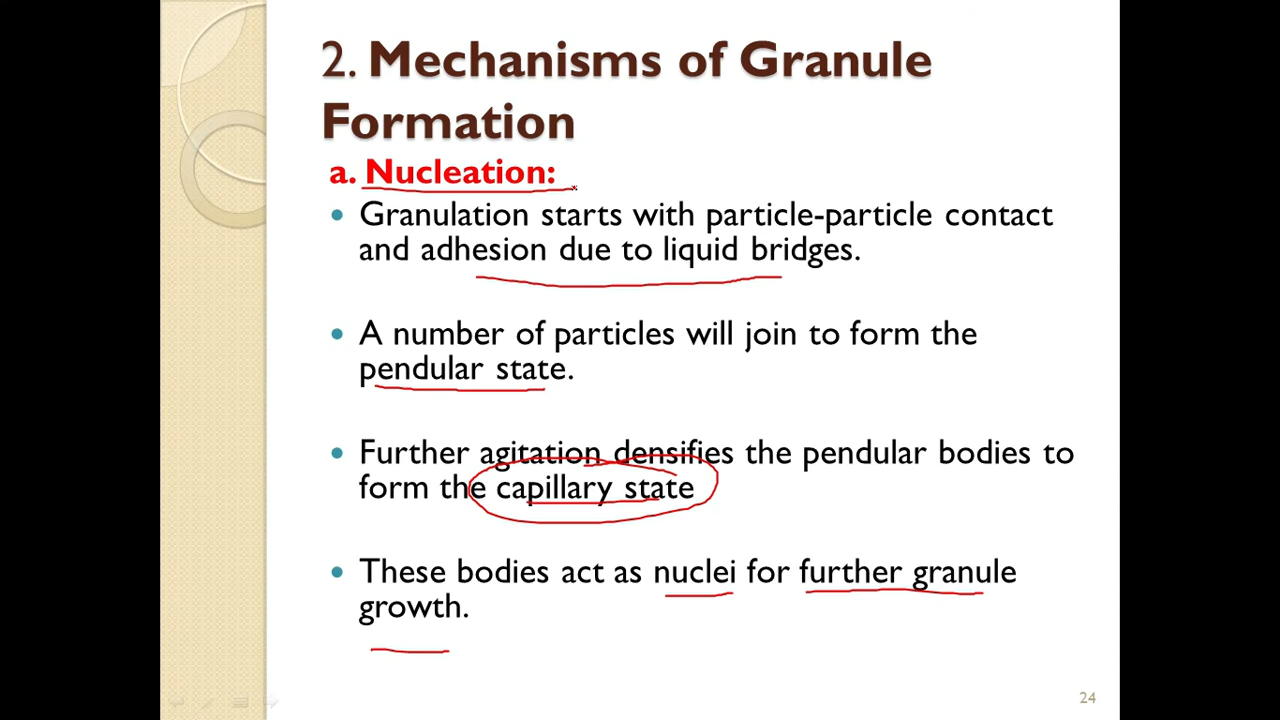 2. Mechanisms of Granule
Formation
a. Nucleation:
• Granulation starts with particle-particle contact
and adhesion due to liquid bridges.
• A number of particles will join to form the
pendular state.
• Further agitation densifies the pendular bodies to
form the capillary state
• These bodies act as nuclei for further granule
growth.
24